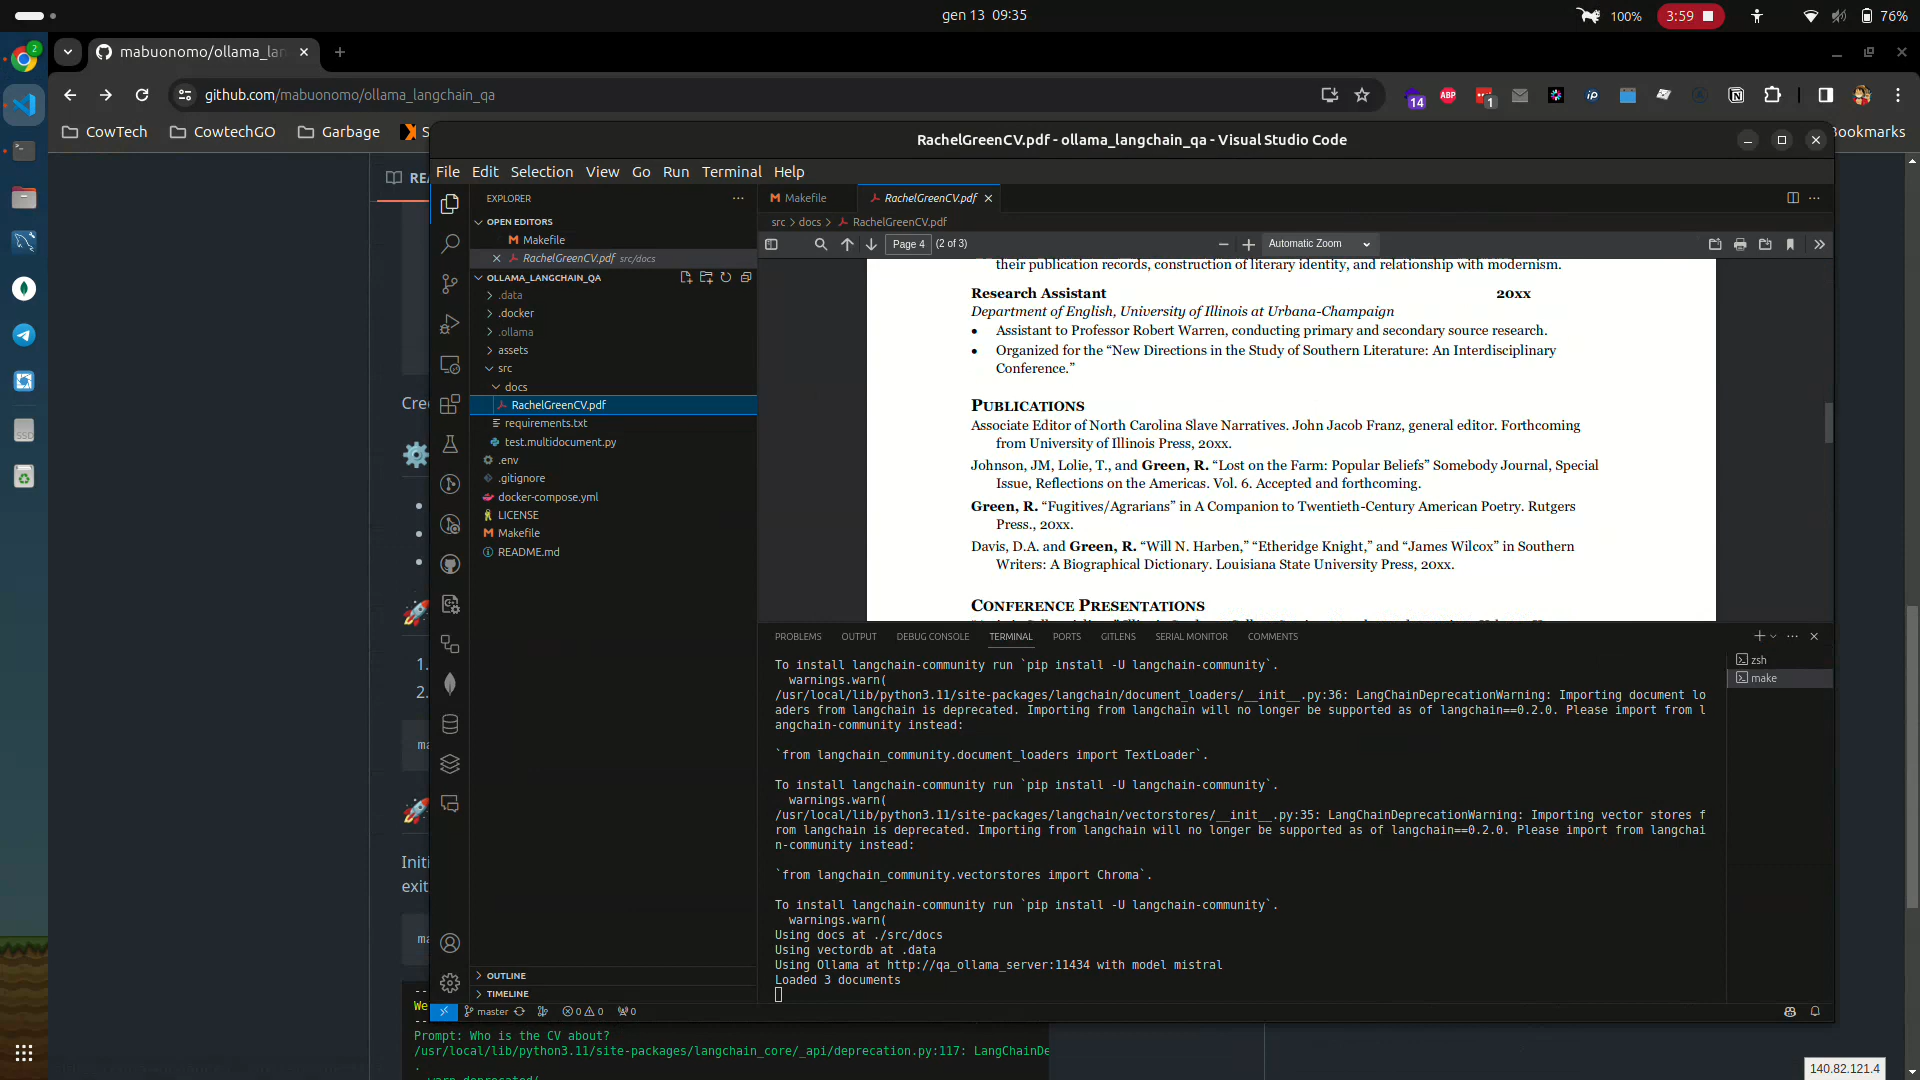 gen 13 09:35
100%
3:59
76%
2
mabuonomo/ollama_lan
github.com/mabuonomo/ollama_langchain_qa
14
ABP
1
CowTech
CowtechGO
Garbage
S
Bookmarks
RachelGreenCV.pdf - ollama_langchain_qa - Visual Studio Code
File Edit Selection View Go Run Terminal Help
REA
EXPLORER
OPEN EDITORS
Makefile
RachelGreenCV.pdf src/docs
OLLAMA_LANGCHAIN_QA
.data
.docker
.ollama
assets
src
docs
RachelGreenCV.pdf
requirements.txt
test.multidocument.py
.env
.gitignore
docker-compose.yml
LICENSE
Makefile
README.md
OUTLINE
TIMELINE
Makefile
RachelGreenCV.pdf
src > docs > RachelGreenCV.pdf
Page 4 (2 of 3)
Automatic Zoom
their publication records, construction of literary identity, and relationship with modernism.
Research Assistant 20xx
Department of English, University of Illinois at Urbana-Champaign
• Assistant to Professor Robert Warren, conducting primary and secondary source research.
• Organized for the “New Directions in the Study of Southern Literature: An Interdisciplinary
Conference.”
PUBLICATIONS
Associate Editor of North Carolina Slave Narratives. John Jacob Franz, general editor. Forthcoming
from University of Illinois Press, 20xx.
Johnson, JM, Lolie, T., and Green, R. “Lost on the Farm: Popular Beliefs” Somebody Journal, Special
Issue, Reflections on the Americas. Vol. 6. Accepted and forthcoming.
Green, R. “Fugitives/Agrarians” in A Companion to Twentieth-Century American Poetry. Rutgers
Press., 20xx.
Davis, D.A. and Green, R. “Will N. Harben,” “Etheridge Knight,” and “James Wilcox” in Southern
Writers: A Biographical Dictionary. Louisiana State University Press, 20xx.
CONFERENCE PRESENTATIONS
PROBLEMS OUTPUT DEBUG CONSOLE TERMINAL PORTS GITLENS SERIAL MONITOR COMMENTS
zsh
make
To install langchain-community run `pip install -U langchain-community`.
warnings.warn(
/usr/local/lib/python3.11/site-packages/langchain/document_loaders/__init__.py:36: LangChainDeprecationWarning: Importing document lo
aders from langchain is deprecated. Importing from langchain will no longer be supported as of langchain==0.2.0. Please import from l
angchain-community instead:
`from langchain_community.document_loaders import TextLoader`.
To install langchain-community run `pip install -U langchain-community`.
warnings.warn(
/usr/local/lib/python3.11/site-packages/langchain/vectorstores/__init__.py:35: LangChainDeprecationWarning: Importing vector stores f
rom langchain is deprecated. Importing from langchain will no longer be supported as of langchain==0.2.0. Please import from langchai
n-community instead:
`from langchain_community.vectorstores import Chroma`.
To install langchain-community run `pip install -U langchain-community`.
warnings.warn(
Using docs at ./src/docs
Using vectordb at .data
Using Ollama at http://qa_ollama_server:11434 with model mistral
Loaded 3 documents
master
0 0
0
Cre
1.
2.
ma
Initi
exit
ma
--
We
--
Prompt: Who is the CV about?
/usr/local/lib/python3.11/site-packages/langchain_core/_api/deprecation.py:117: LangChainDe
.
warn_deprecated(
SSD
140.82.121.4